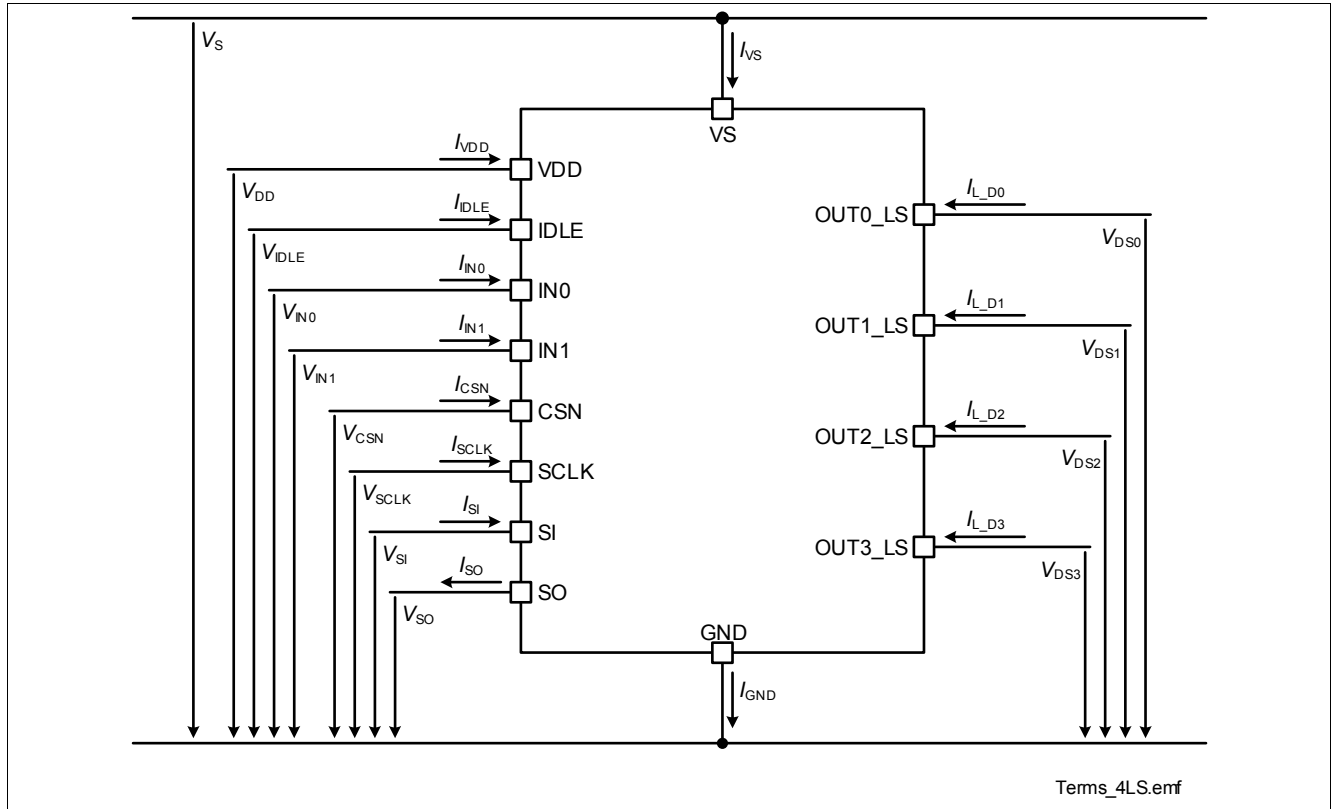 VS
IVS
VS
IVDD
VDD
VDD
IIDLE
IDLE
VIDLE
IIN0
IN0
VIN0
IIN1
IN1
VIN1
ICSN
CSN
VCSN
ISCLK
SCLK
VSCLK
ISI
SI
VSI
ISO
SO
VSO
IL_D0
OUT0_LS
VDS0
IL_D1
OUT1_LS
VDS1
IL_D2
OUT2_LS
VDS2
IL_D3
OUT3_LS
VDS3
GND
IGND
Terms_4LS.emf